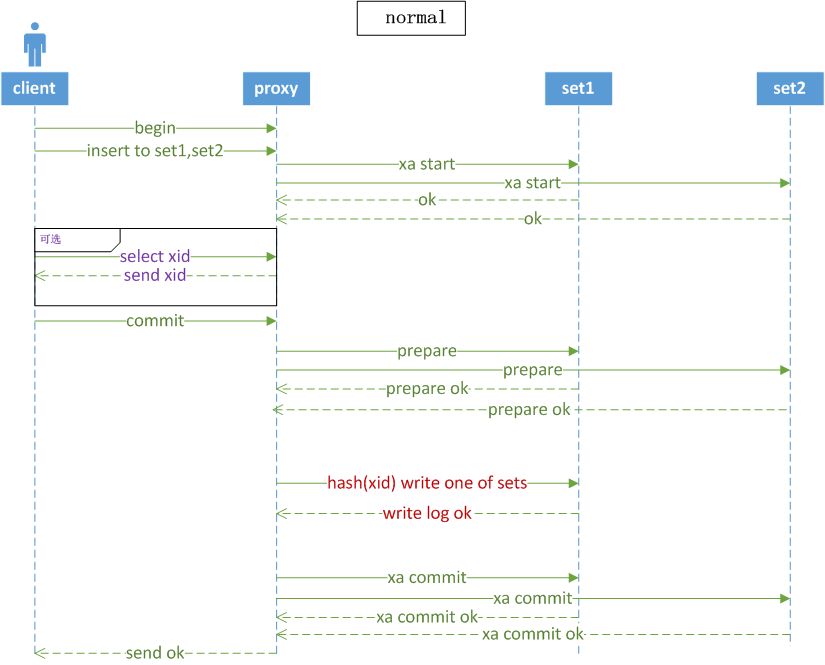 normal
client
proxy
set1
set2
begin
insert to set1,set2
xa start
xa start
ok
ok
可选
select xid
send xid
commit
prepare
prepare
prepare ok
prepare ok
hash(xid) write one of sets
write log ok
xa commit
xa commit
xa commit ok
xa commit ok
send ok